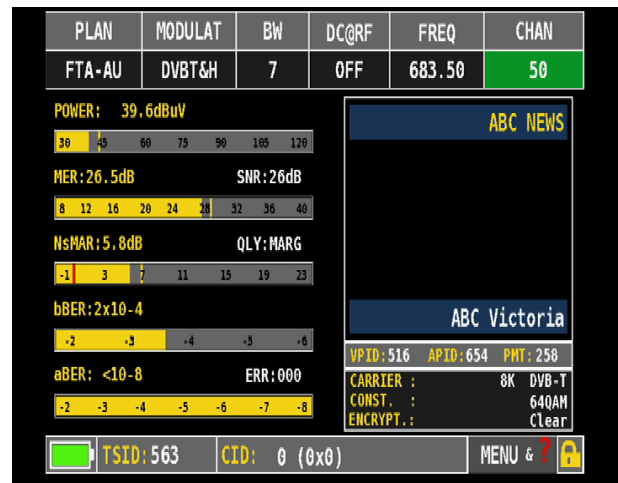 PLAN MODULAT BW DC@RF FREQ CHAN
FTA-AU DVBT&H 7 OFF 683.50 50
POWER: 39.6dBuV
30 45 60 75 90 105 120
MER:26.5dB SNR:26dB
8 12 16 20 24 28 32 36 40
NsMAR:5.8dB QLY:MARG
-1 3 7 11 15 19 23
bBER:2x10-4
-2 -3 -4 -5 -6
aBER: <10-8 ERR:000
-2 -3 -4 -5 -6 -7 -8
ABC NEWS
ABC Victoria
VPID:516 APID:654 PMT:258
CARRIER : 8K DVB-T
CONST. : 64QAM
ENCRYPT.: Clear
TSID:563 CID: 0 (0x0) MENU & ?